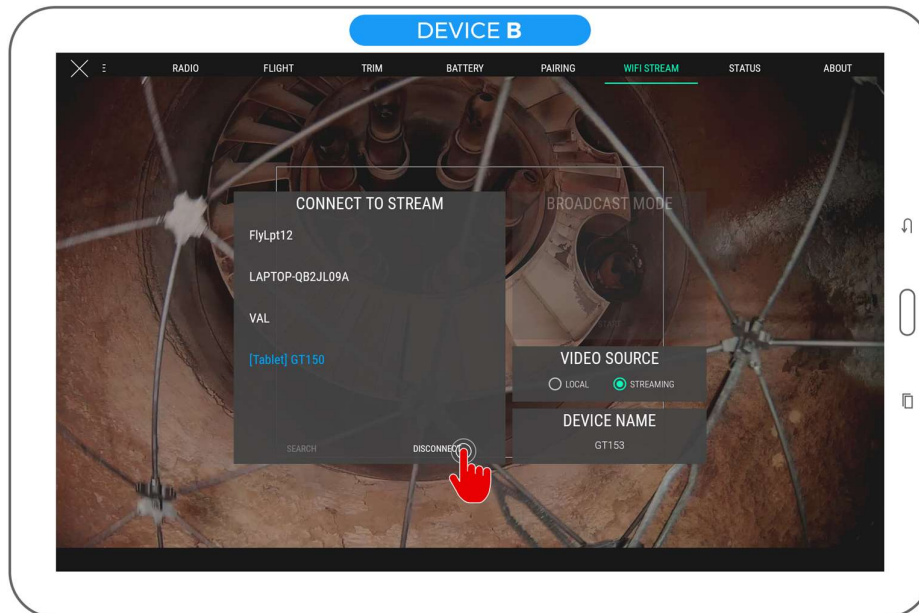 DEVICE B
RADIO FLIGHT TRIM BATTERY PAIRING WIFI STREAM STATUS ABOUT
CONNECT TO STREAM
FlyLpt12
LAPTOP-QB2JL09A
VAL
[Tablet] GT150
SEARCH DISCONNECT
BROADCAST MODE
VIDEO SOURCE
LOCAL STREAMING
DEVICE NAME
GT153